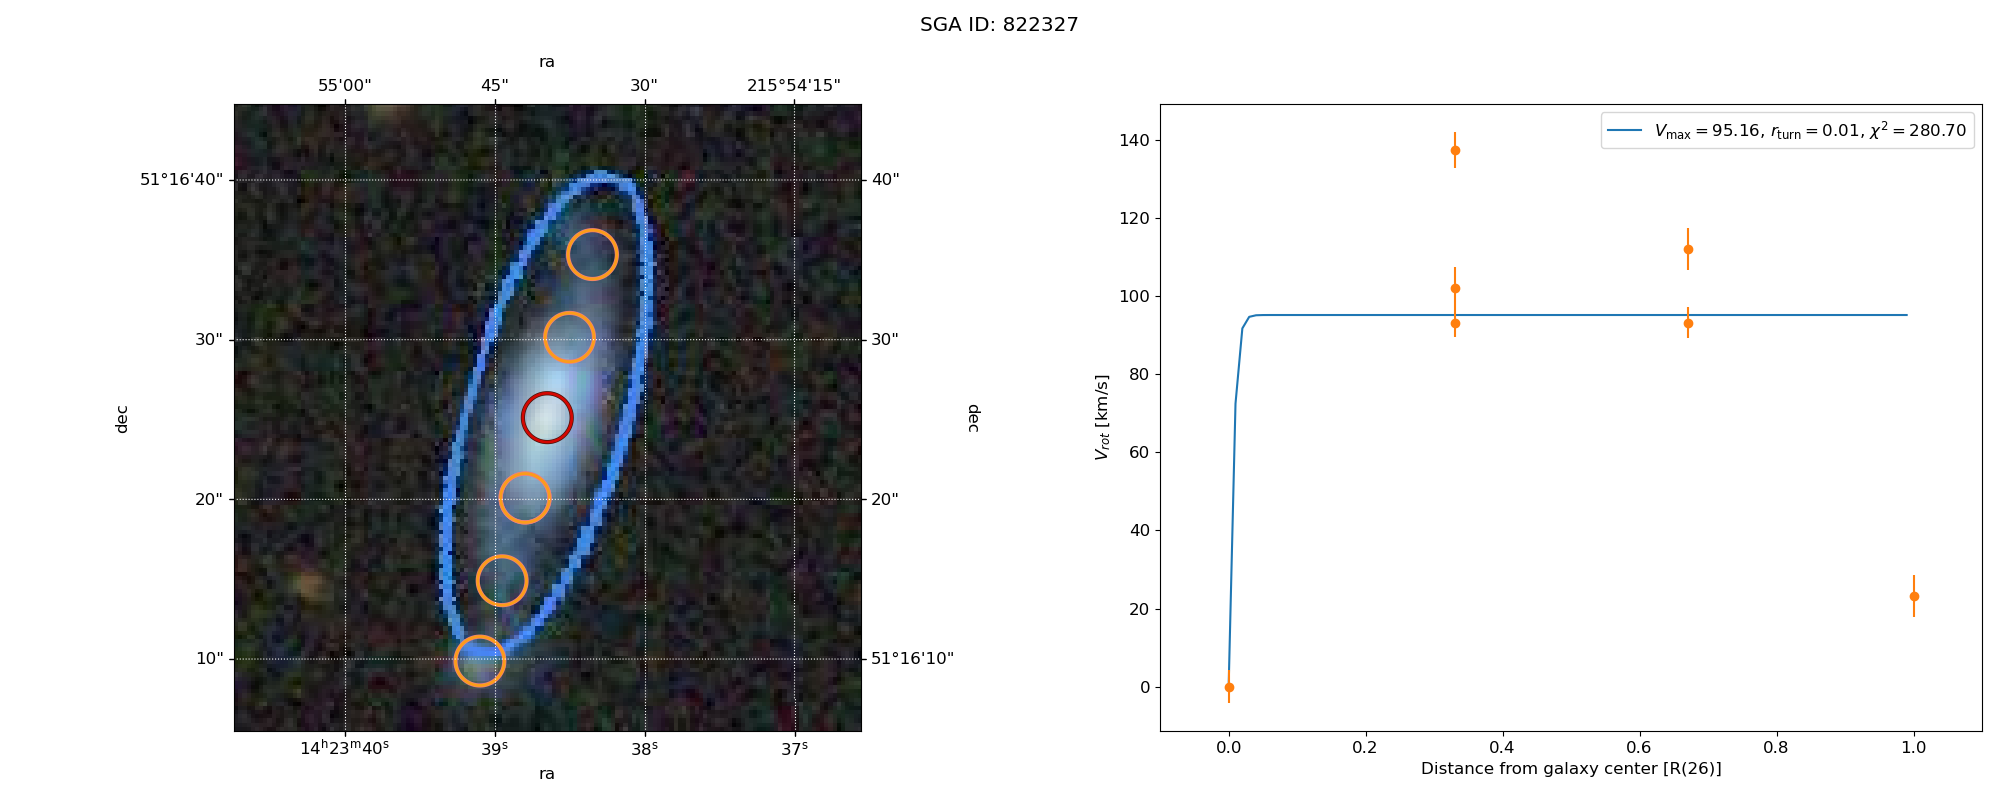 SGA ID: 822327
ra
55'00" 45" 30" 215°54'15"
51°16'40" 40"
30" 30"
dec dec
20" 20"
10" 51°16'10"
14ʰ23ᵐ40ˢ 39ˢ 38ˢ 37ˢ
ra
V_max = 95.16, r_turn = 0.01, χ² = 280.70
140
120
100
80
60
40
20
0
V_rot [km/s]
0.0 0.2 0.4 0.6 0.8 1.0
Distance from galaxy center [R(26)]